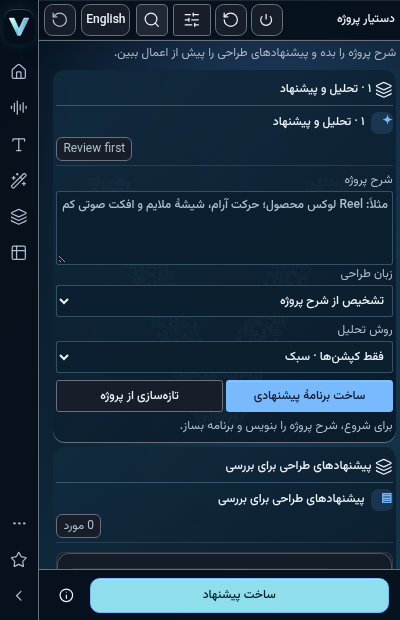 دستیار پروژه
English
شرح پروژه را بده و پیشنهادهای طراحی را پیش از اعمال ببین.
۱ · تحلیل و پیشنهاد
۱ · تحلیل و پیشنهاد
Review first
شرح پروژه
مثلاً: Reel لوکس محصول؛ حرکت آرام، شیشهٔ ملایم و افکت صوتی کم
زبان طراحی
تشخیص از شرح پروژه
روش تحلیل
فقط کپشن‌ها · سبک
ساخت برنامهٔ پیشنهادی
تازه‌سازی از پروژه
برای شروع، شرح پروژه را بنویس و برنامه بساز.
پیشنهادهای طراحی برای بررسی
پیشنهادهای طراحی برای بررسی
0 مورد
ساخت پیشنهاد